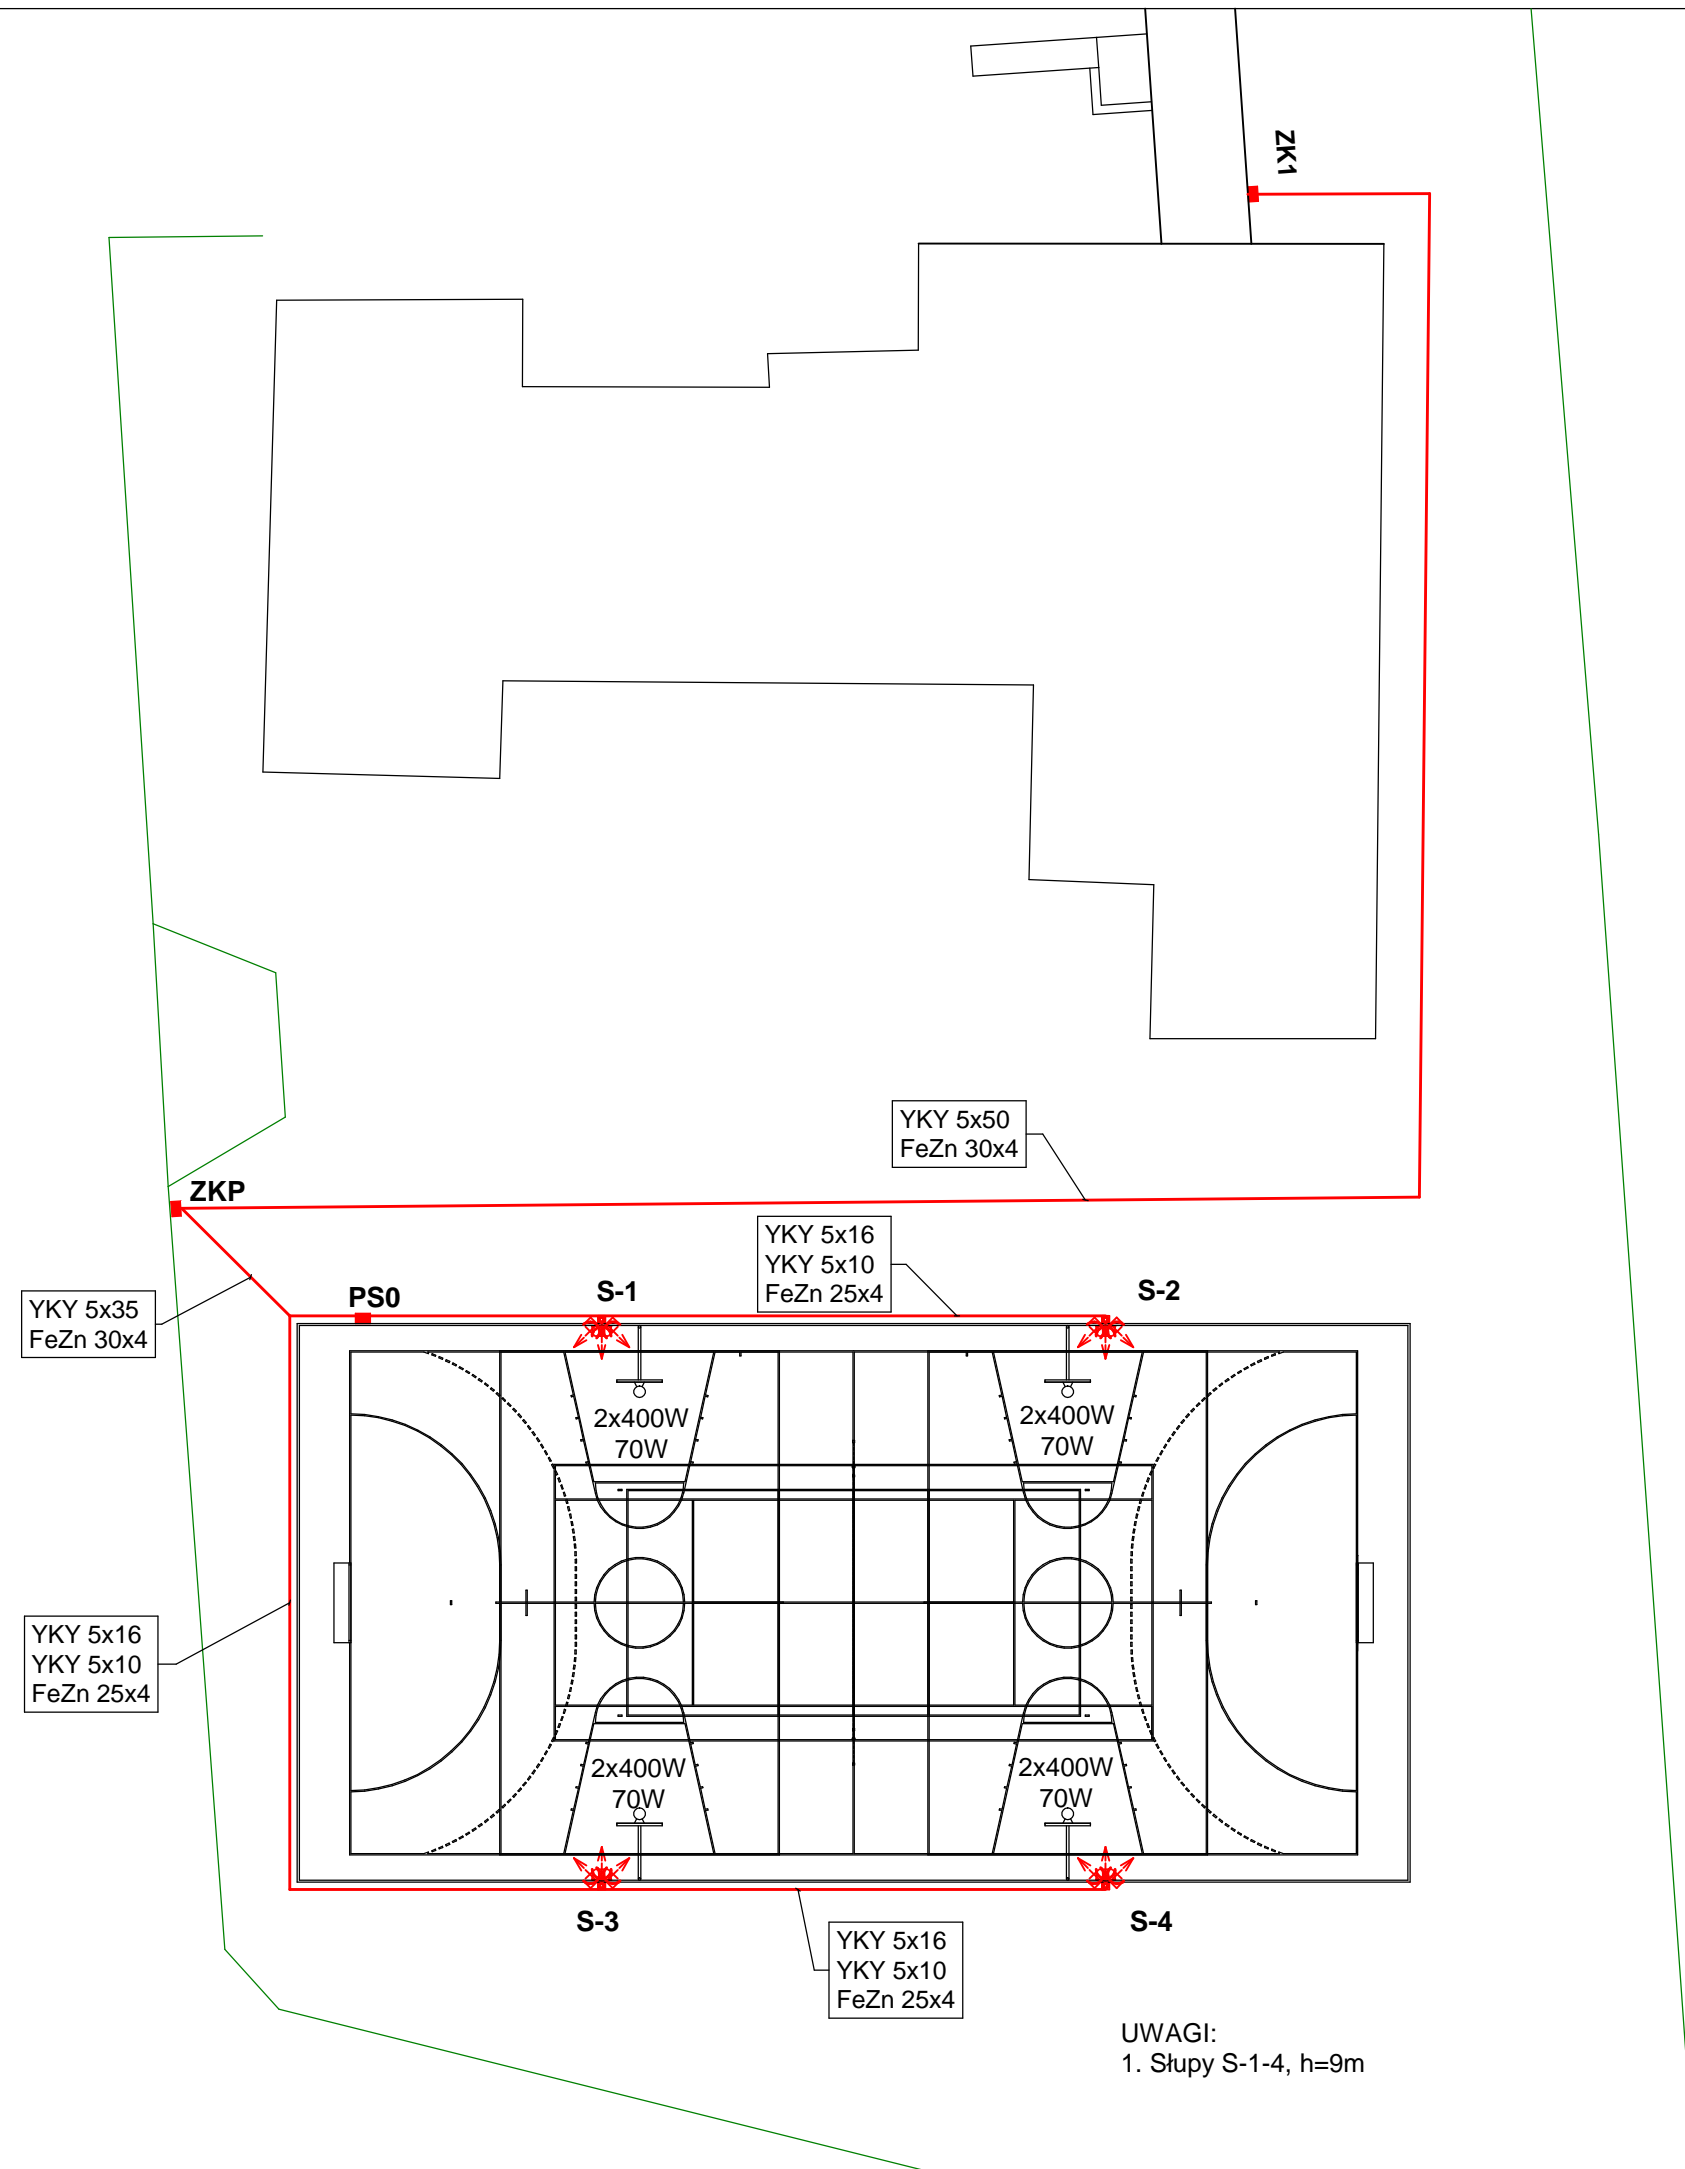 ZK1
YKY 5x50
FeZn 30x4
ZKP
YKY 5x16
YKY 5x10
FeZn 25x4
YKY 5x35
FeZn 30x4
PS0
S-1
S-2
2x400W
70W
2x400W
70W
YKY 5x16
YKY 5x10
FeZn 25x4
2x400W
70W
2x400W
70W
S-3
S-4
YKY 5x16
YKY 5x10
FeZn 25x4
UWAGI:
1. Słupy S-1-4, h=9m